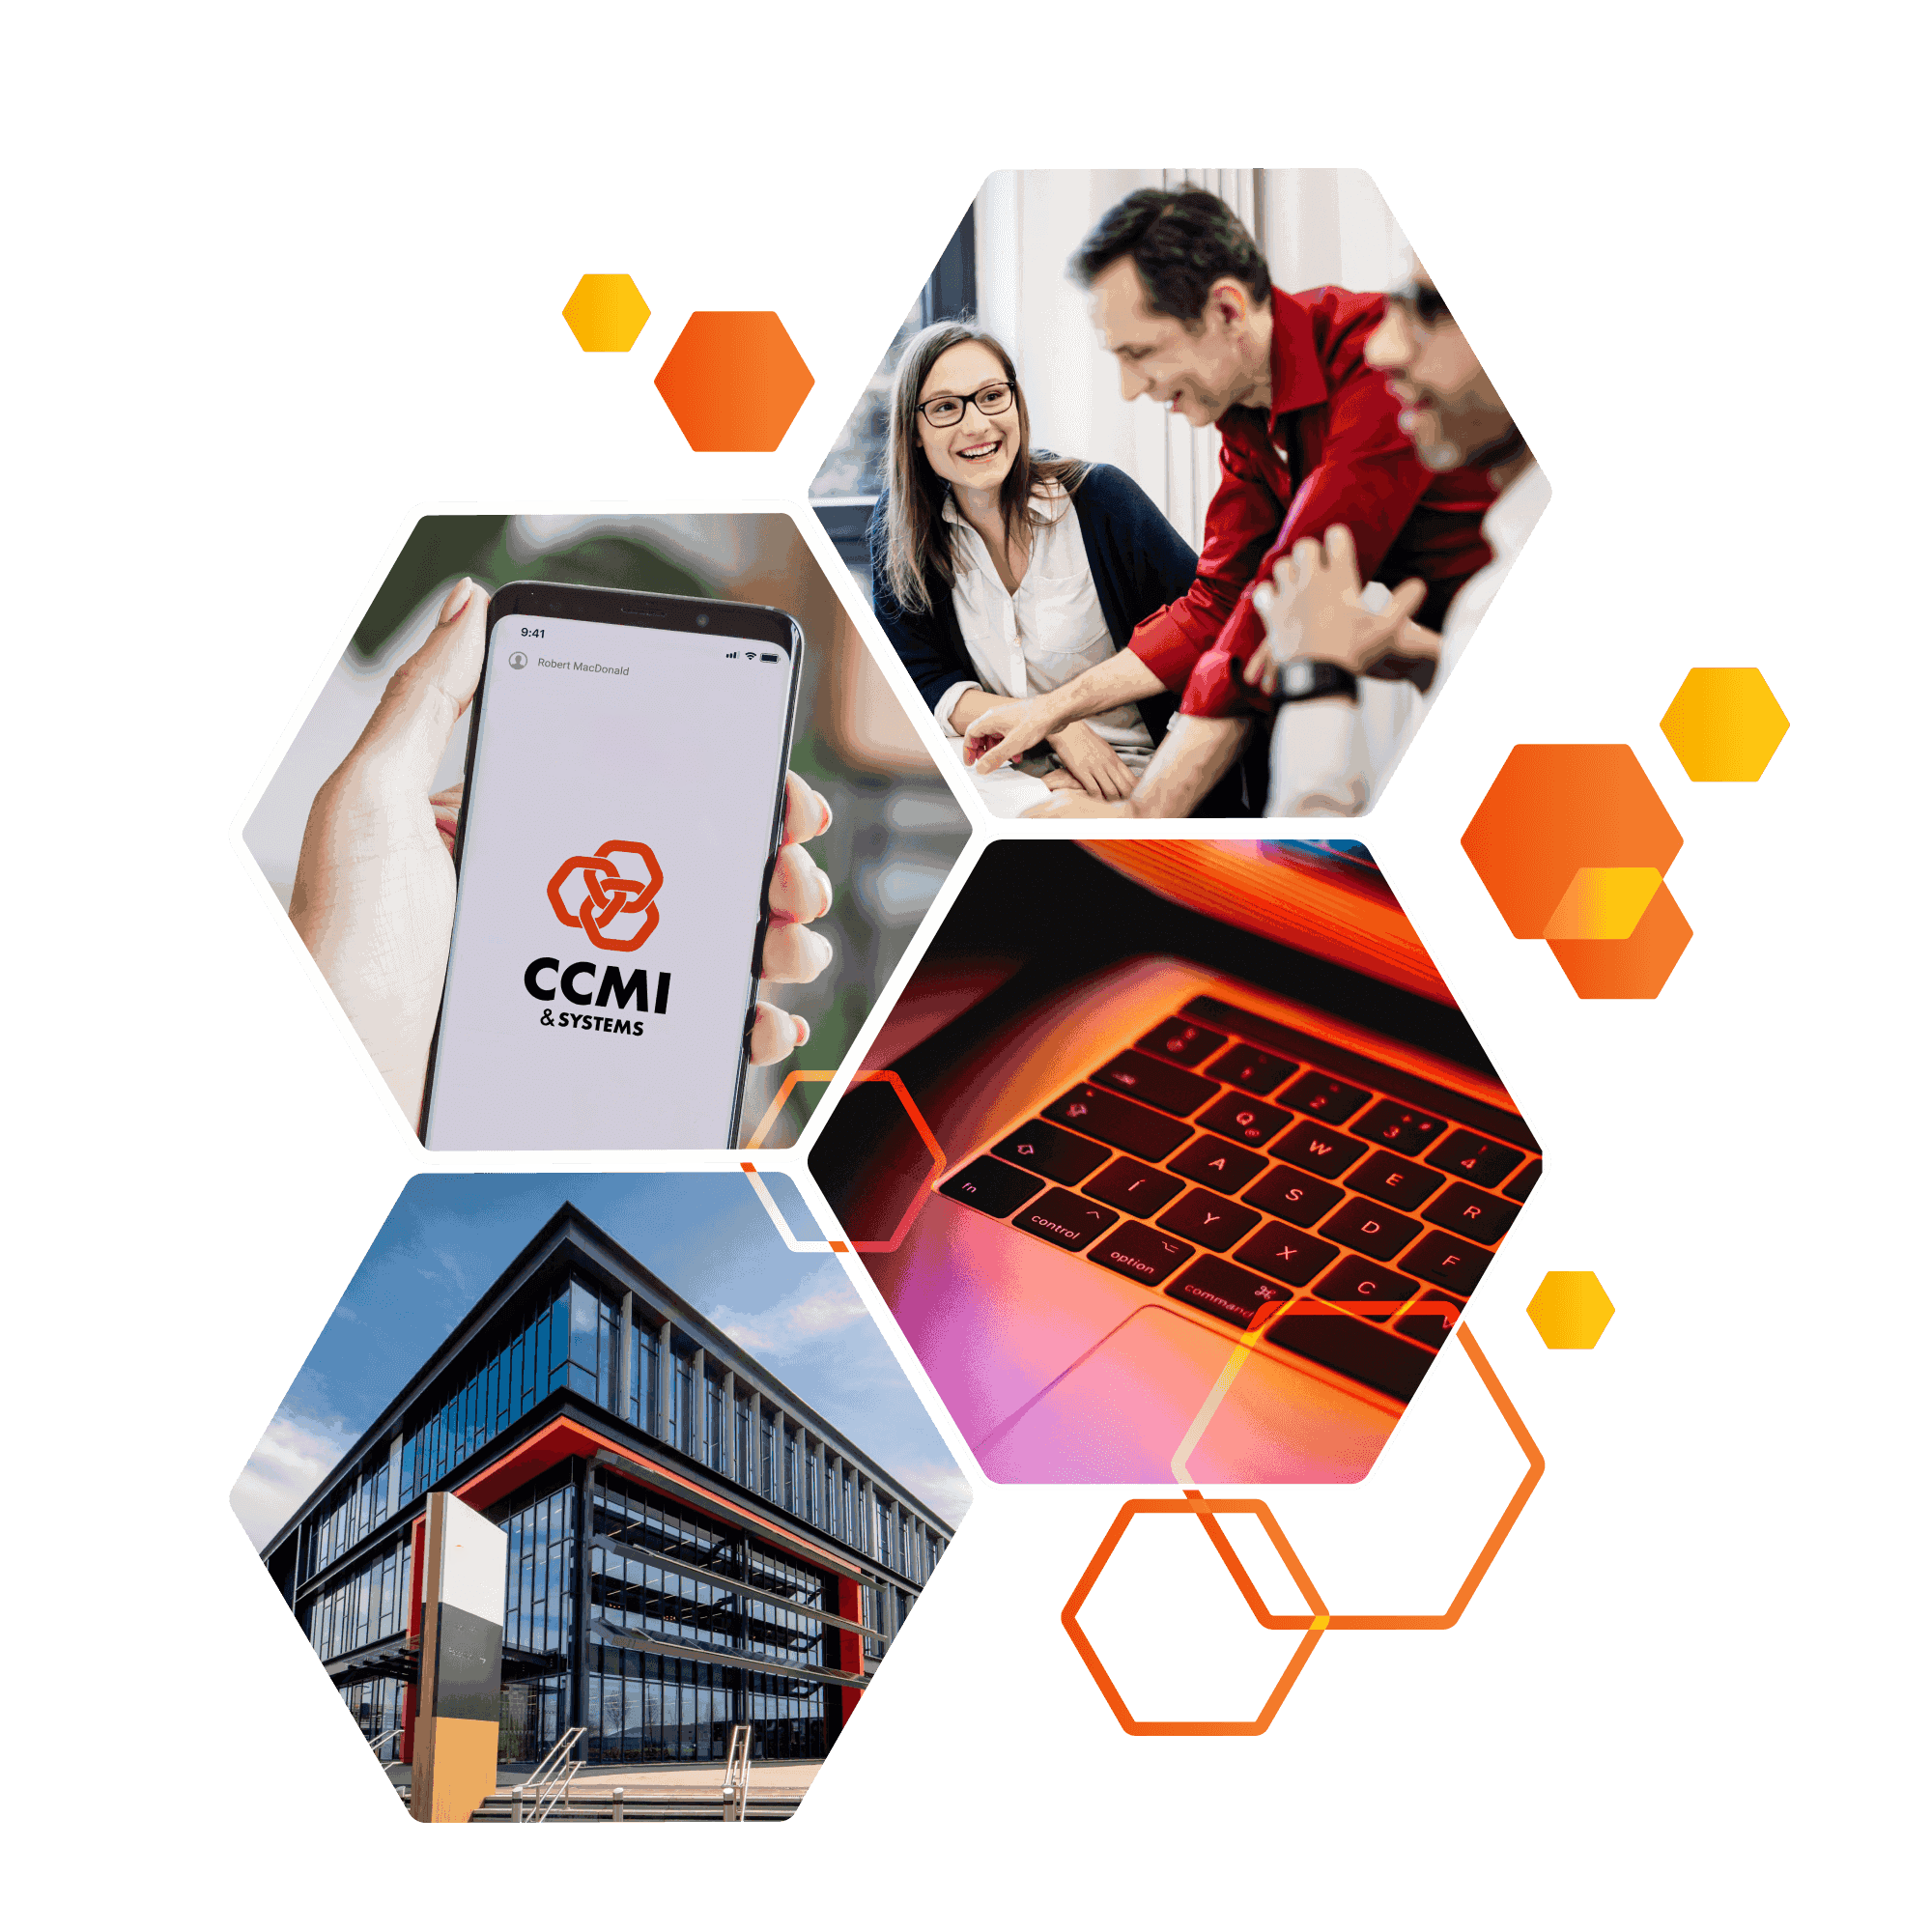 9:41
Robert MacDonald
CCMI
& SYSTEMS
1
2
3
4
Q
W
E
R
A
S
D
F
fn
control
option
command
Í
Y
X
C
V